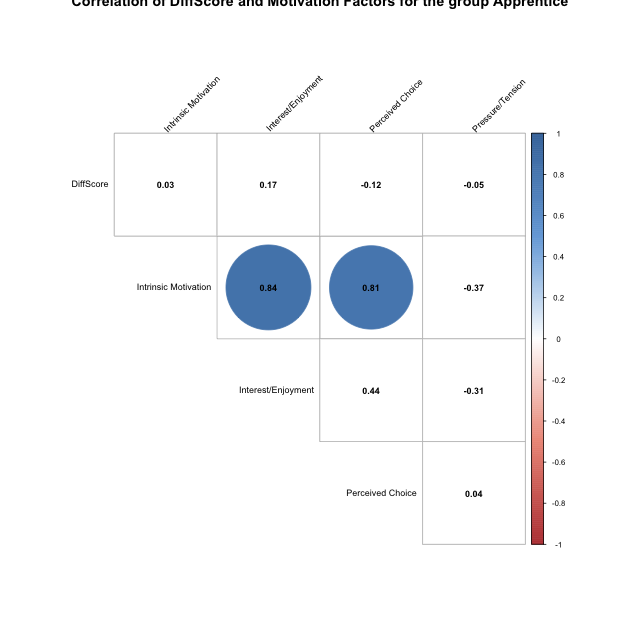 Correlation of DiffScore and Motivation Factors for the group Apprentice
Intrinsic Motivation
Interest/Enjoyment
Perceived Choice
Pressure/Tension
DiffScore
0.03
0.17
-0.12
-0.05
Intrinsic Motivation
0.84
0.81
-0.37
Interest/Enjoyment
0.44
-0.31
Perceived Choice
0.04
1
0.8
0.6
0.4
0.2
0
-0.2
-0.4
-0.6
-0.8
-1